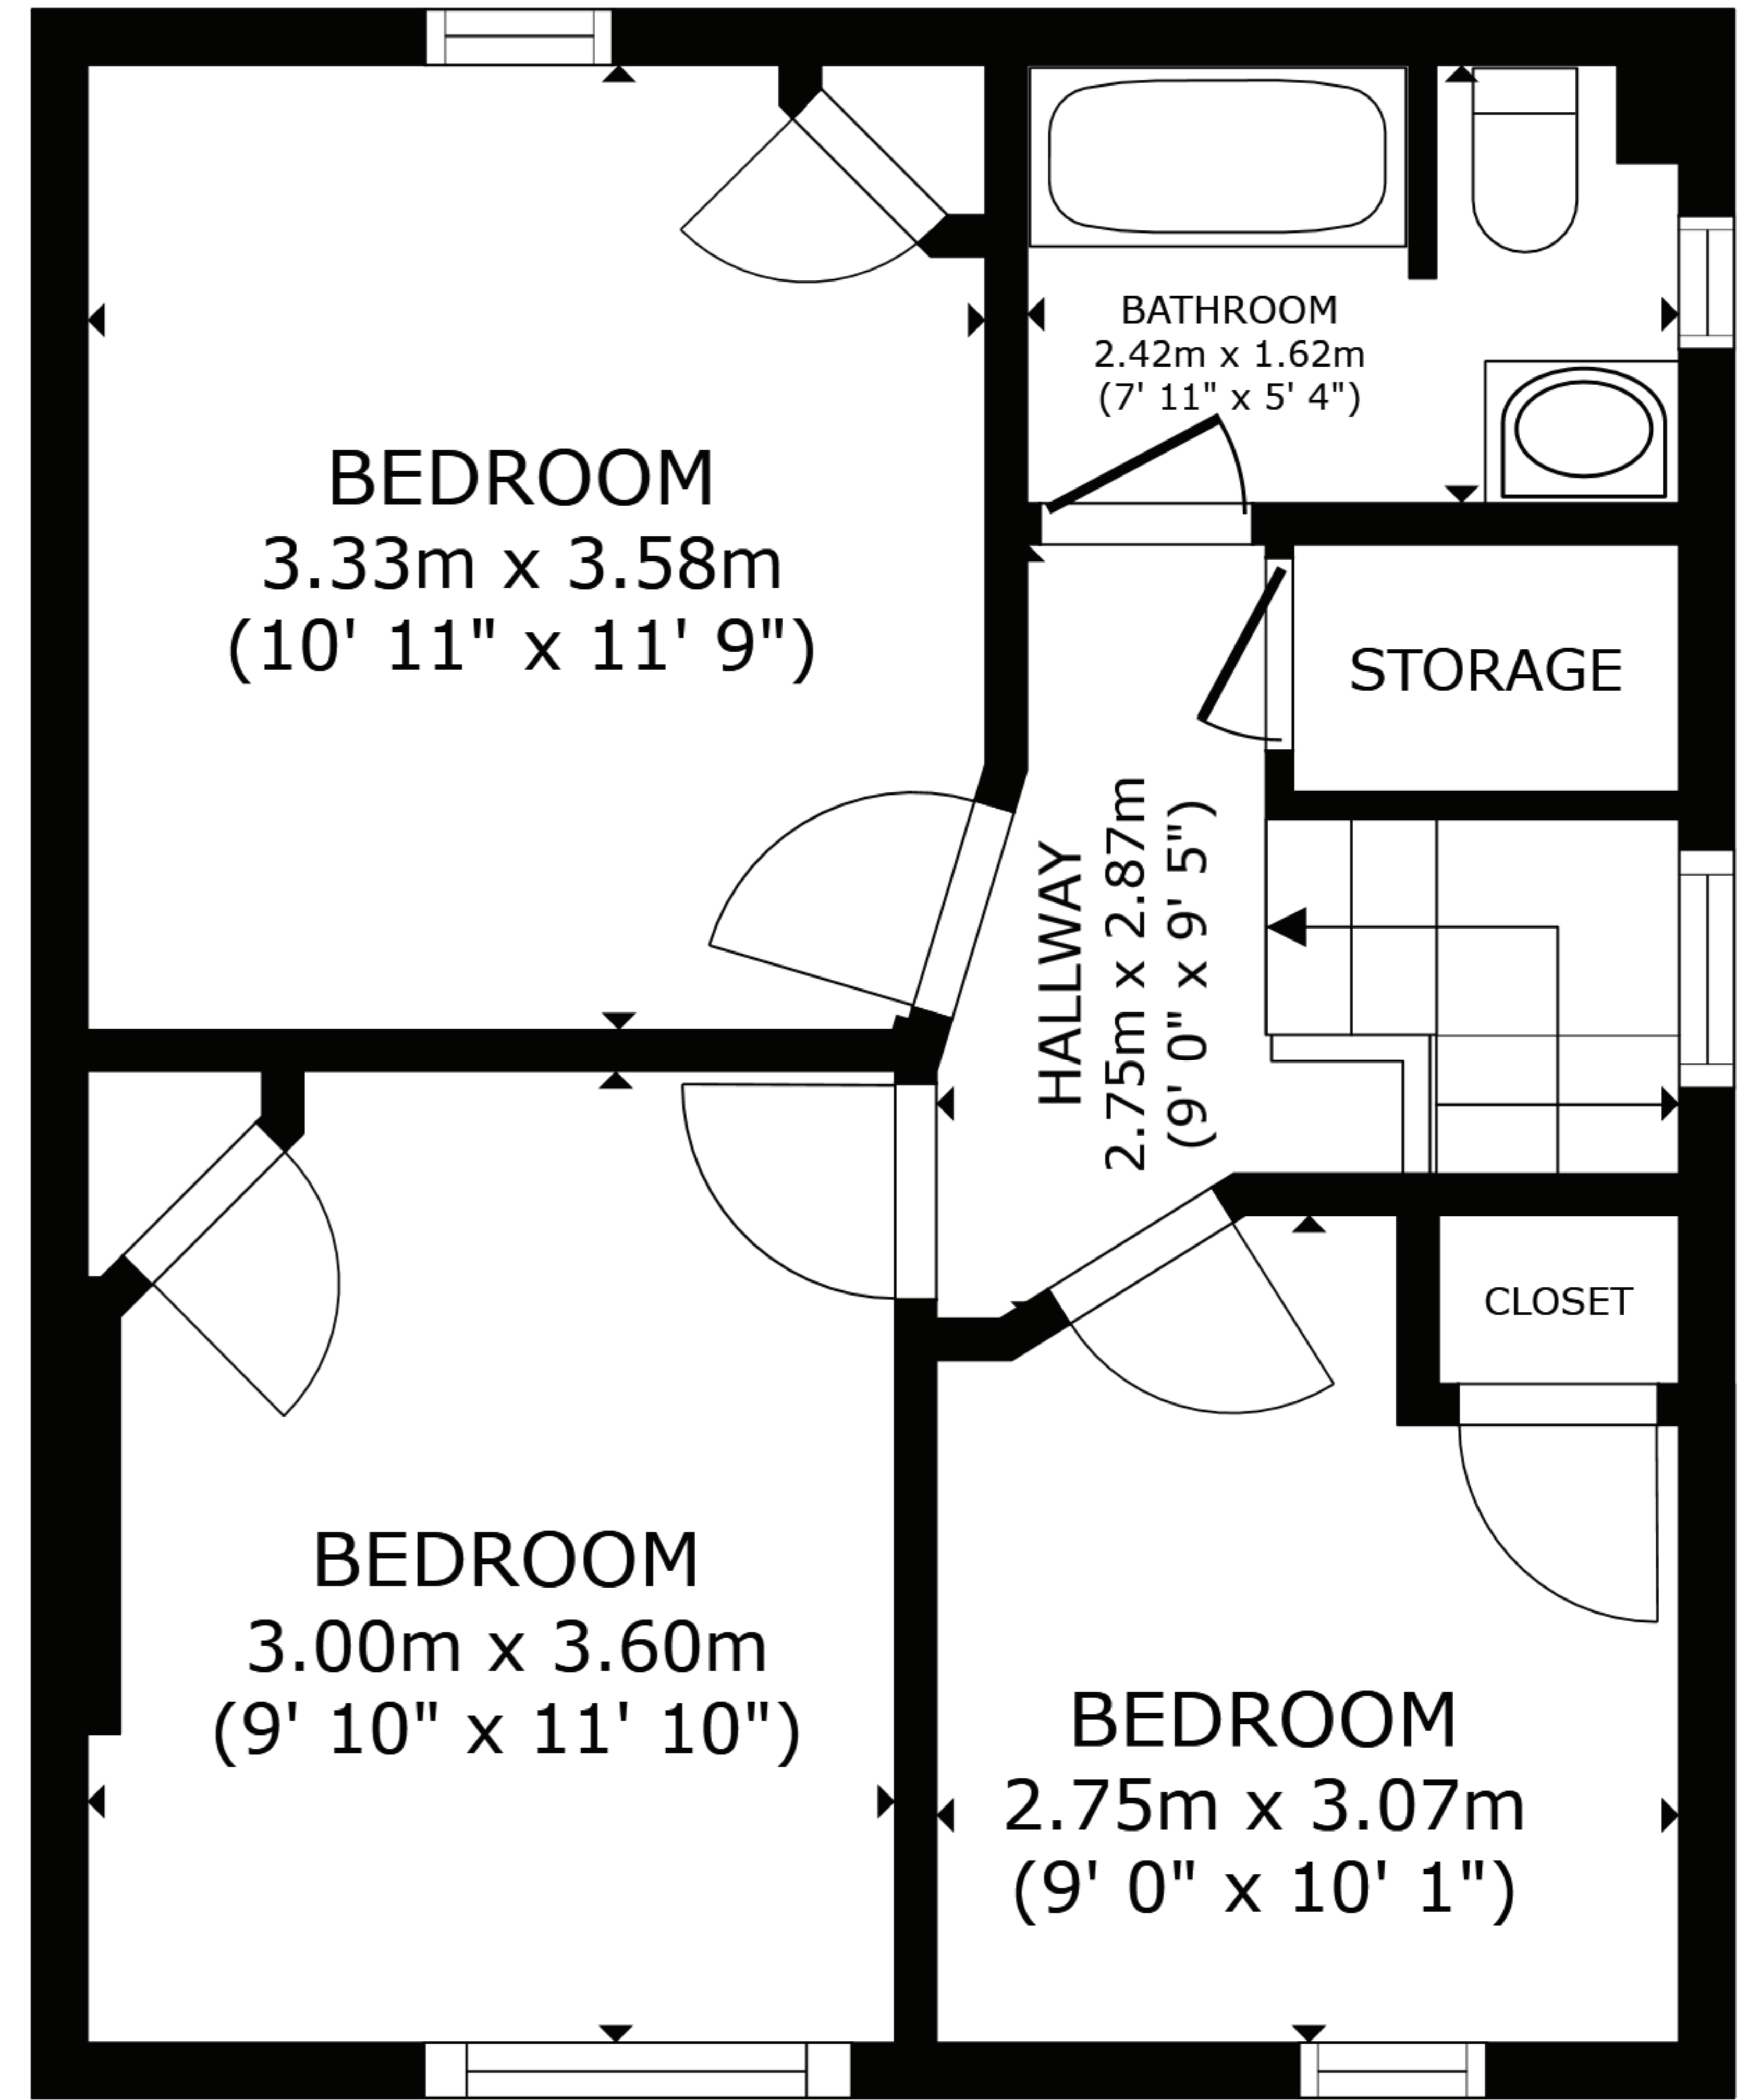 BATHROOM
2.42m x 1.62m
(7' 11" x 5' 4")
BEDROOM
3.33m x 3.58m
(10' 11" x 11' 9")
STORAGE
HALLWAY
2.75m x 2.87m
(9' 0" x 9' 5")
CLOSET
BEDROOM
3.00m x 3.60m
(9' 10" x 11' 10")
BEDROOM
2.75m x 3.07m
(9' 0" x 10' 1")